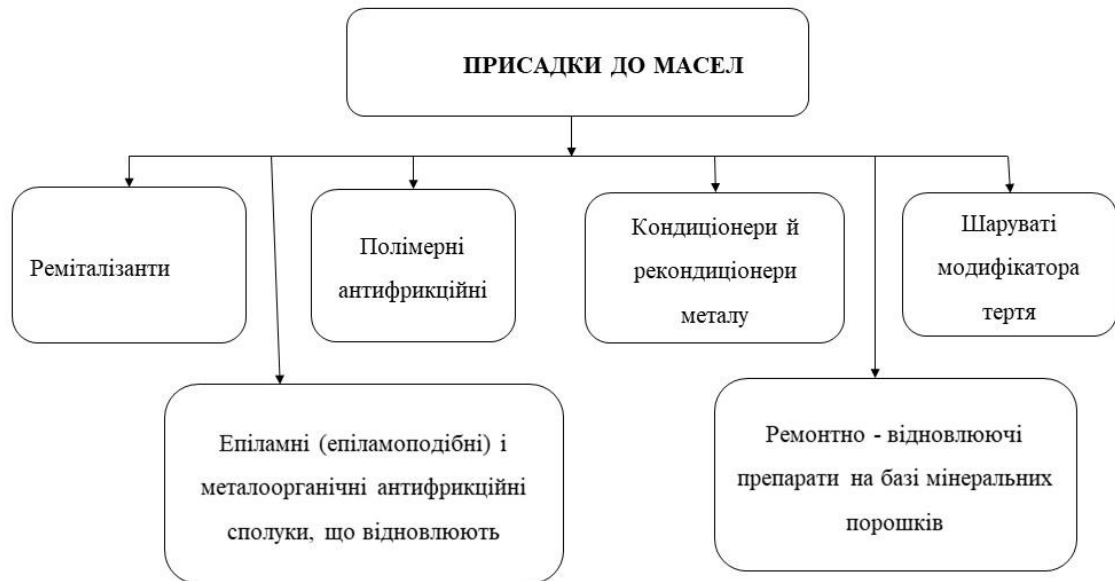 ПРИСАДКИ ДО МАСЕЛ
Реміталізанти
Полімерні
антифрикційні
Кондиціонери й
рекондиціонери
металу
Шаруваті
модифікатора
тертя
Епіламні (епіламоподібні) і
металоорганічні антифрикційні
сполуки, що відновлюють
Ремонтно - відновлюючі
препарати на базі мінеральних
порошків